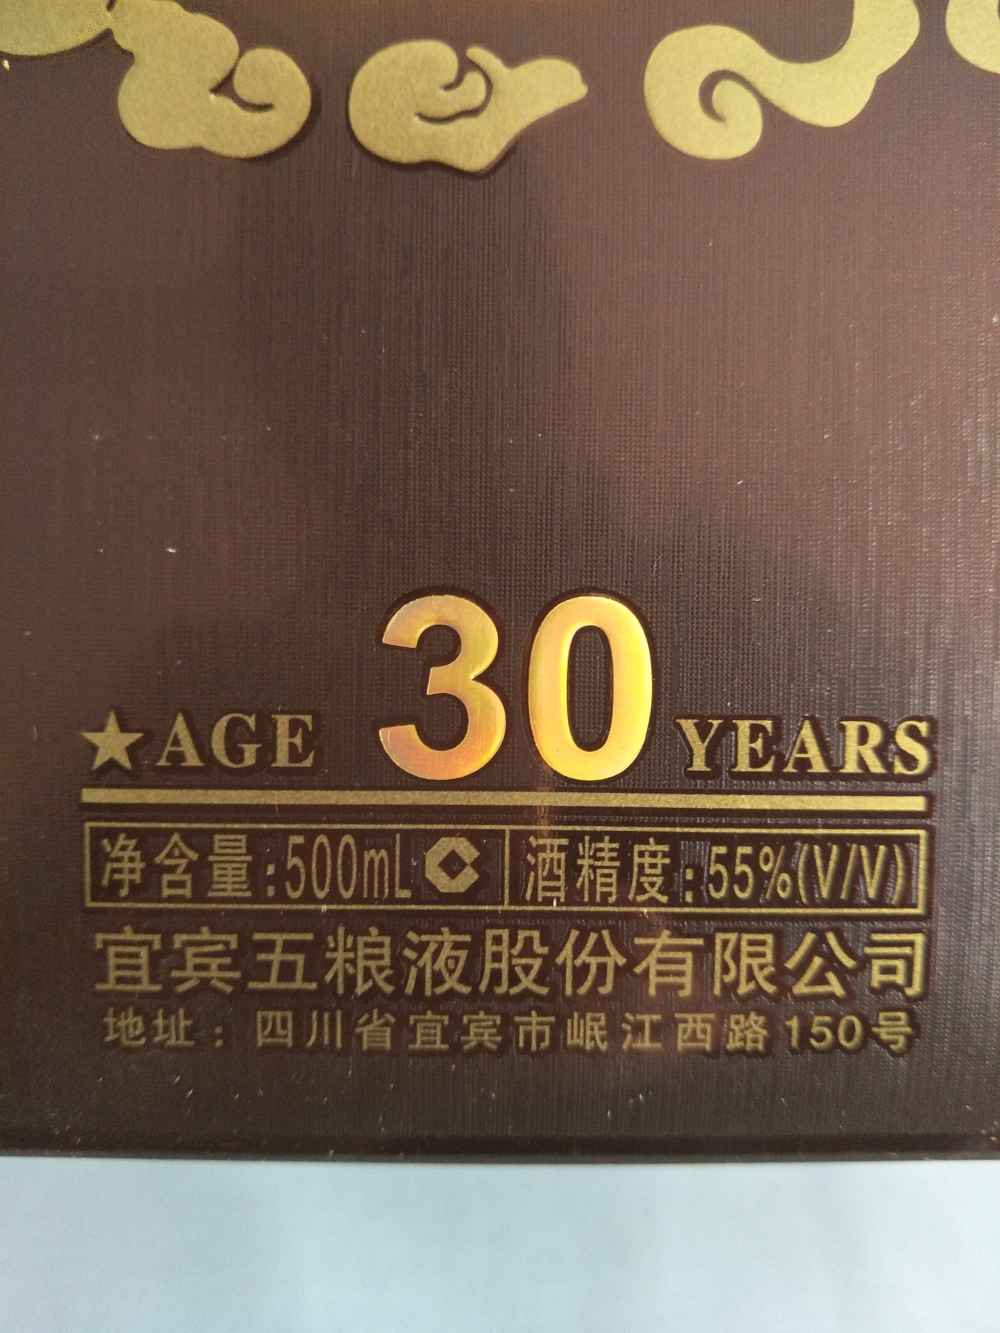 ★AGE 30 YEARS
净含量:500mL C 酒精度:55%(V/V)
宜宾五粮液股份有限公司
地址:四川省宜宾市岷江西路150号